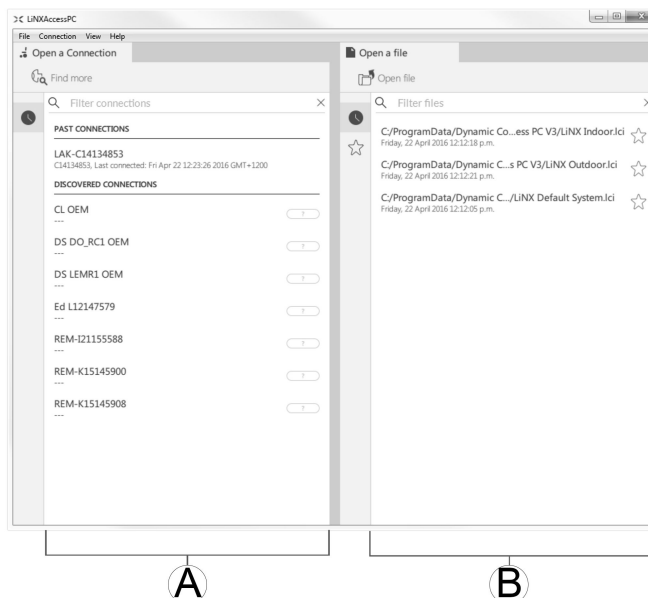 LiNXAccessPC
File Connection View Help
Open a Connection
Find more
Filter connections
PAST CONNECTIONS
LAK-C14134853
C14134853, Last connected: Fri Apr 22 12:23:26 2016 GMT+1200
DISCOVERED CONNECTIONS
CL OEM
---
?
DS DO_RC1 OEM
---
?
DS LEMR1 OEM
---
?
Ed L12147579
---
?
REM-I21155588
---
?
REM-K15145900
---
?
REM-K15145908
---
?
Open a file
Open file
Filter files
C:/ProgramData/Dynamic Co...ess PC V3/LiNX Indoor.lci
Friday, 22 April 2016 12:12:18 p.m.
C:/ProgramData/Dynamic C...s PC V3/LiNX Outdoor.lci
Friday, 22 April 2016 12:12:21 p.m.
C:/ProgramData/Dynamic C.../LiNX Default System.lci
Friday, 22 April 2016 12:12:05 p.m.
A
B